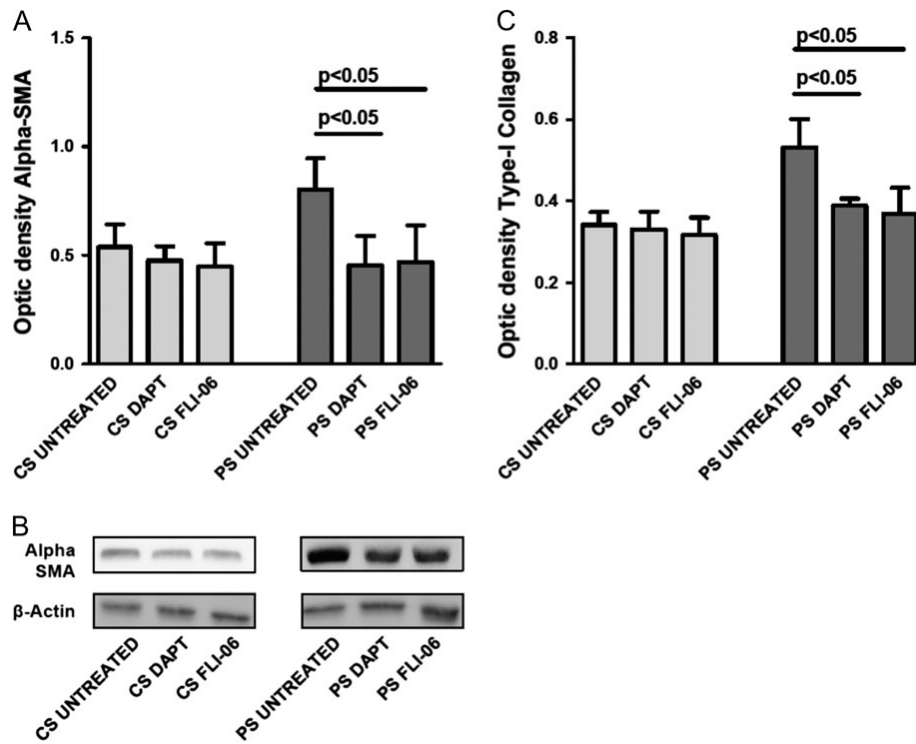 A
Optic density Alpha-SMA
1.5
1.0
0.5
0.0
p<0.05
p<0.05
CS UNTREATED
CS DAPT
CS FLI-06
PS UNTREATED
PS DAPT
PS FLI-06
C
Optic density Type-I Collagen
0.8
0.6
0.4
0.2
0.0
p<0.05
p<0.05
CS UNTREATED
CS DAPT
CS FLI-06
PS UNTREATED
PS DAPT
PS FLI-06
B
Alpha
SMA
β-Actin
CS UNTREATED
CS DAPT
CS FLI-06
PS UNTREATED
PS DAPT
PS FLI-06